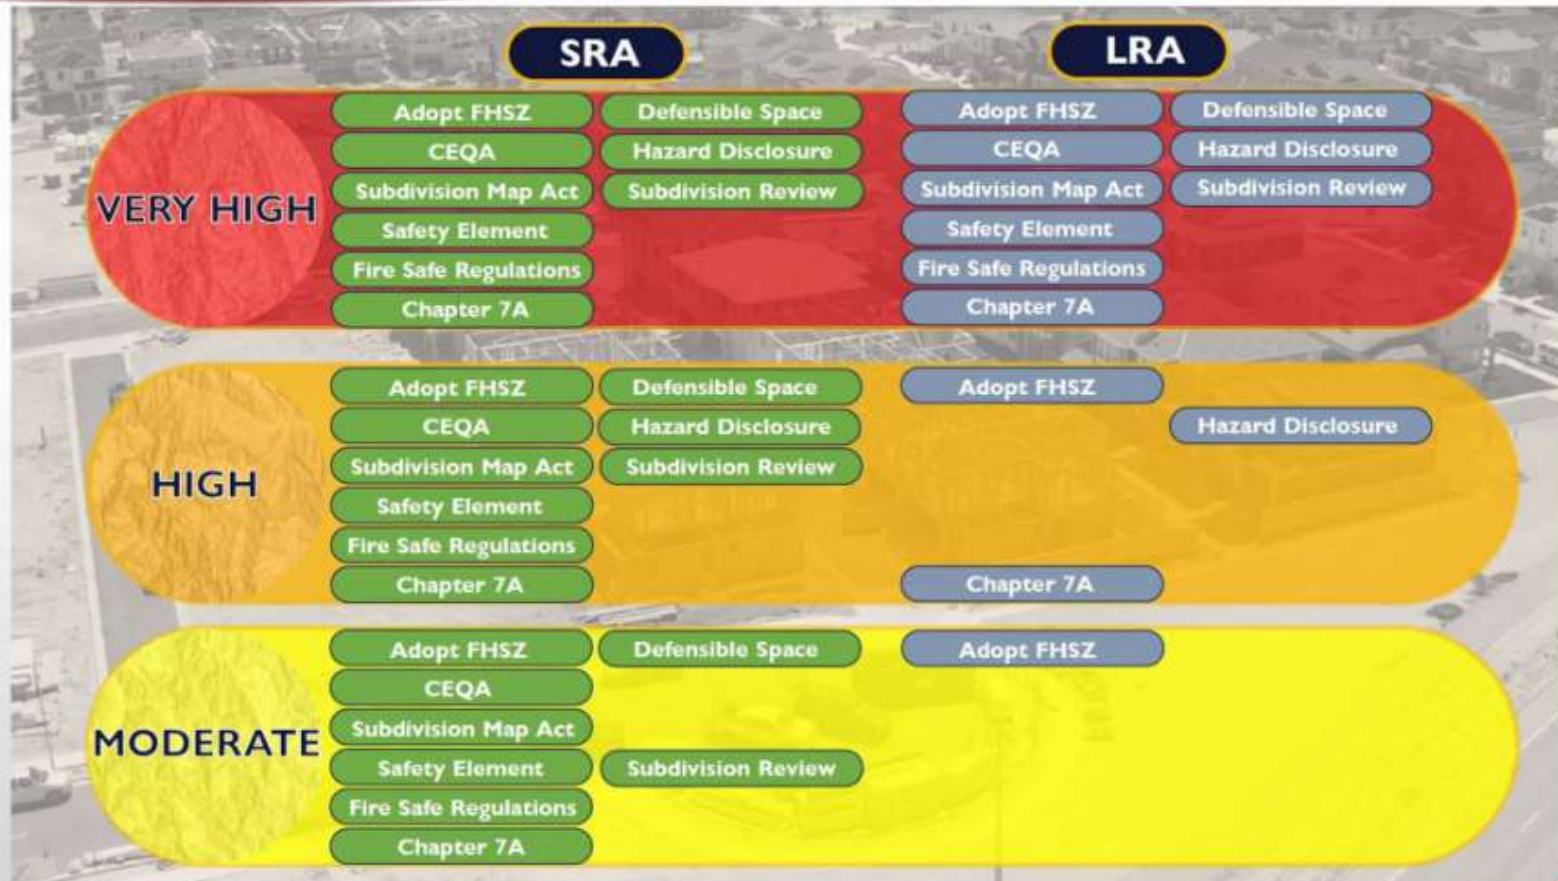 SRA
LRA
VERY HIGH
Adopt FHSZ
Defensible Space
CEQA
Hazard Disclosure
Subdivision Map Act
Subdivision Review
Safety Element
Fire Safe Regulations
Chapter 7A
Adopt FHSZ
Defensible Space
CEQA
Hazard Disclosure
Subdivision Map Act
Subdivision Review
Safety Element
Fire Safe Regulations
Chapter 7A
HIGH
Adopt FHSZ
Defensible Space
CEQA
Hazard Disclosure
Subdivision Map Act
Subdivision Review
Safety Element
Fire Safe Regulations
Chapter 7A
Adopt FHSZ
Hazard Disclosure
Chapter 7A
MODERATE
Adopt FHSZ
Defensible Space
CEQA
Subdivision Map Act
Safety Element
Subdivision Review
Fire Safe Regulations
Chapter 7A
Adopt FHSZ